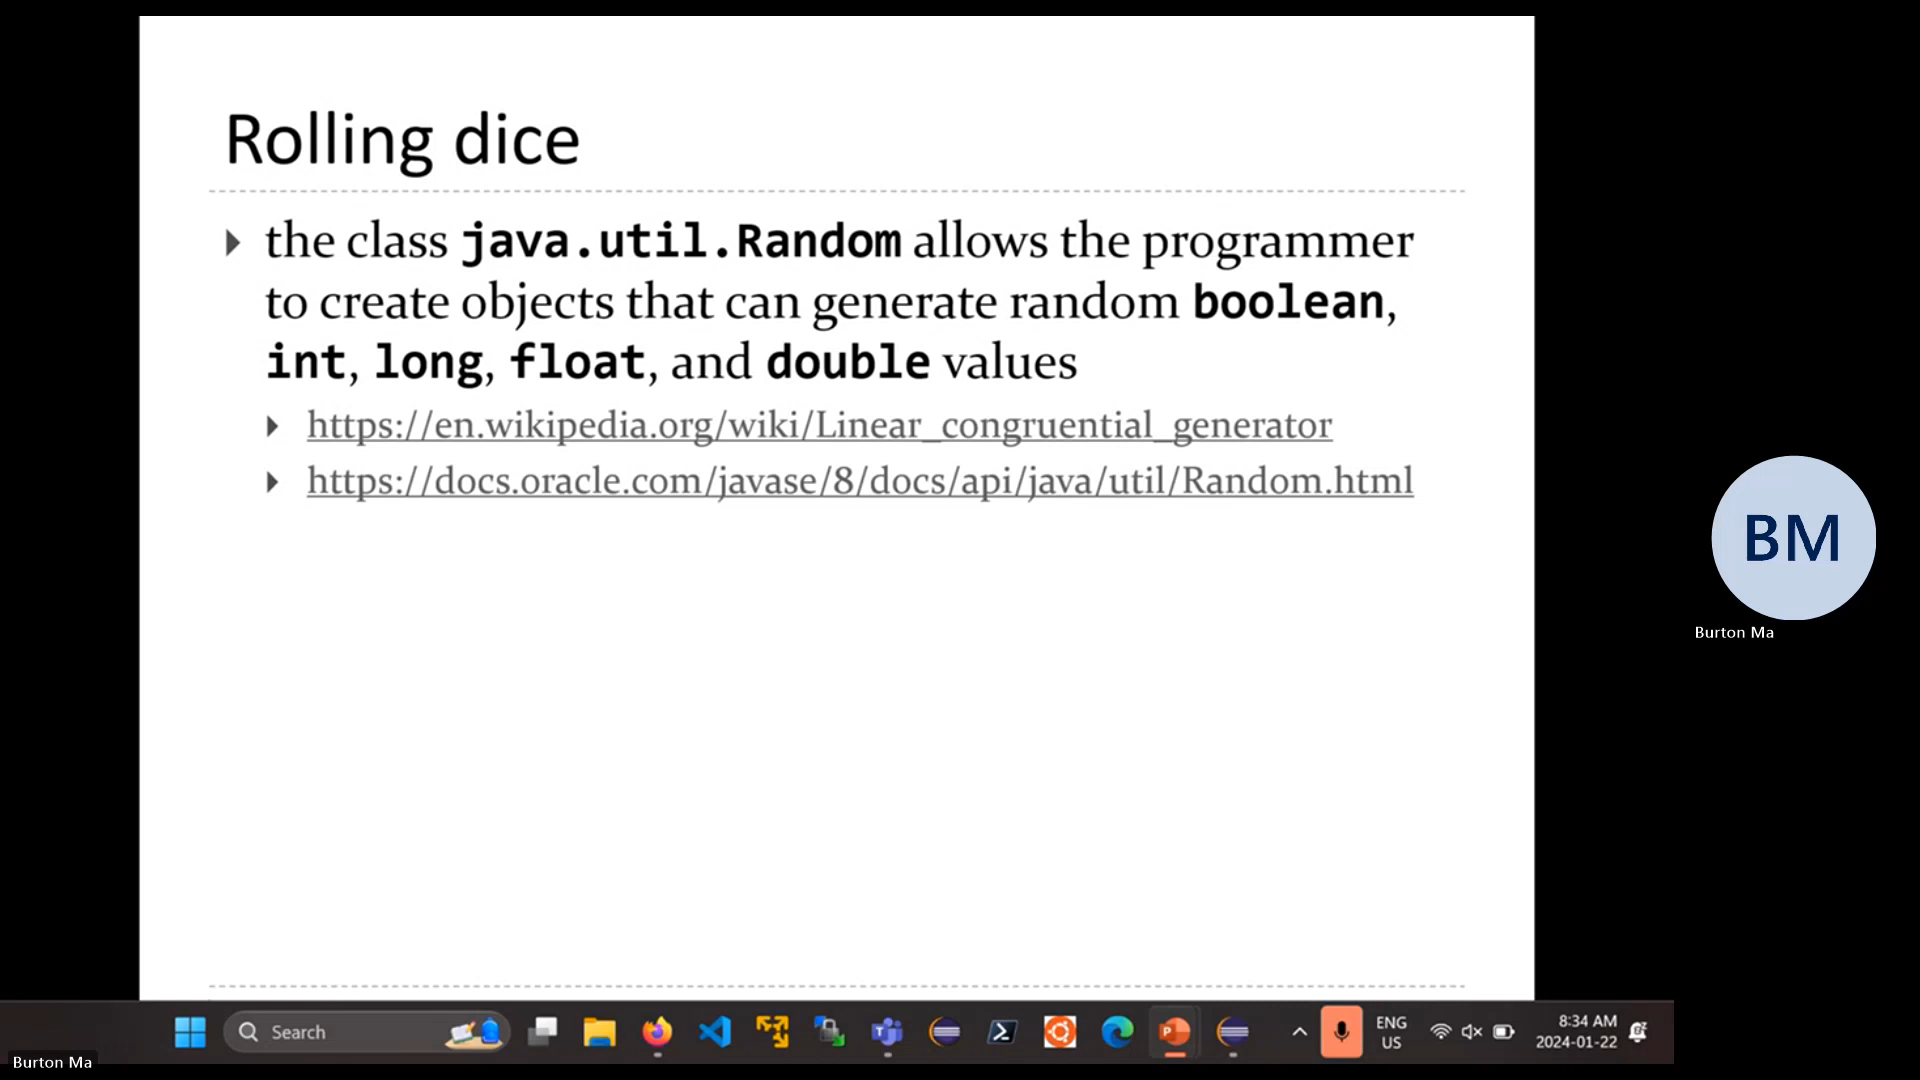 Rolling dice
the class java.util.Random allows the programmer
to create objects that can generate random boolean,
int, long, float, and double values
https://en.wikipedia.org/wiki/Linear_congruential_generator
https://docs.oracle.com/javase/8/docs/api/java/util/Random.html
BM
Burton Ma
Search
ENG
US
8:34 AM
2024-01-22
Burton Ma